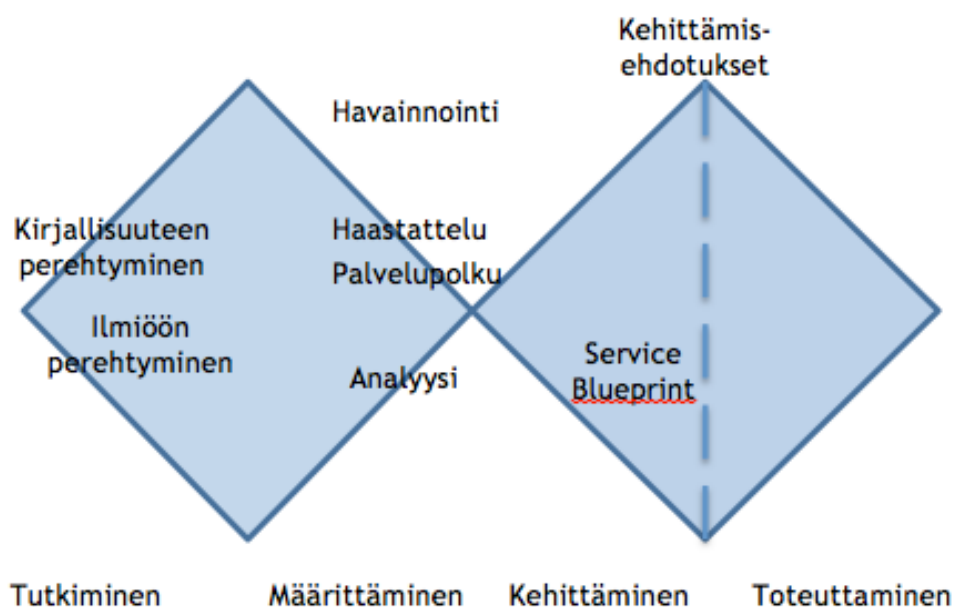 Kehittämis-
ehdotukset
Havainnointi
Kirjallisuuteen
perehtyminen
Haastattelu
Palvelupolku
Ilmiöön
perehtyminen
Analyysi
Service
Blueprint
Tutkiminen
Määrittäminen
Kehittäminen
Toteuttaminen